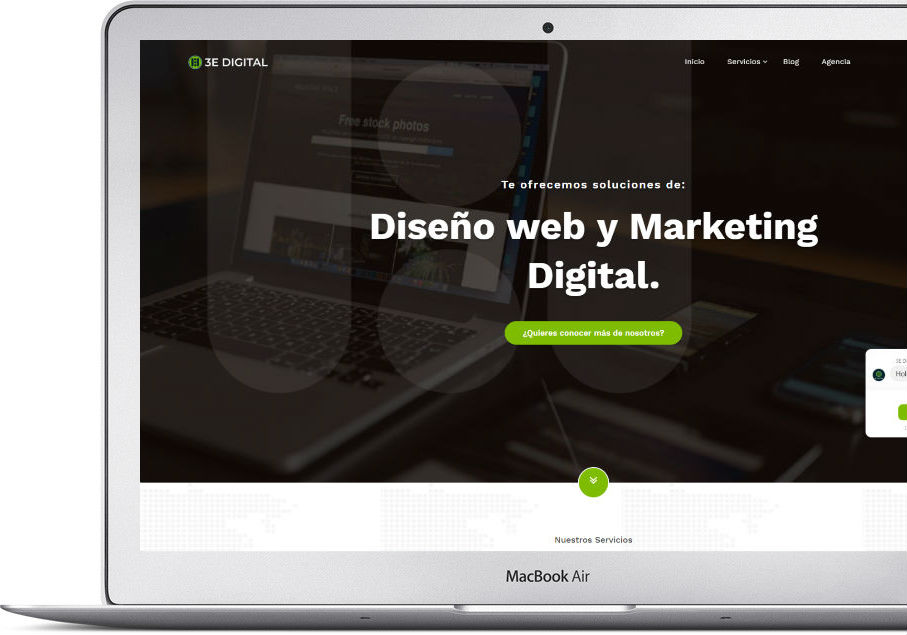 3E DIGITAL
Inicio Servicios Blog Agencia
Free stock photos
Te ofrecemos soluciones de:
Diseño web y Marketing
Digital.
¿Quieres conocer más de nosotros?
Nuestros Servicios
MacBook Air